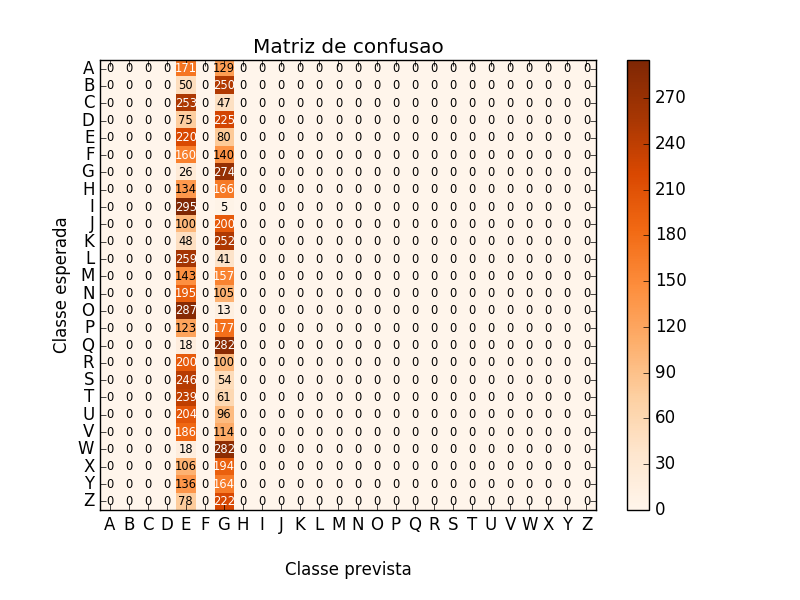 Matriz de confusao
A 0 0 0 0 171 0 129 0 0 0 0 0 0 0 0 0 0 0 0 0 0 0 0 0 0 0
B 0 0 0 0 50 0 250 0 0 0 0 0 0 0 0 0 0 0 0 0 0 0 0 0 0 0
C 0 0 0 0 253 0 47 0 0 0 0 0 0 0 0 0 0 0 0 0 0 0 0 0 0 0
D 0 0 0 0 75 0 225 0 0 0 0 0 0 0 0 0 0 0 0 0 0 0 0 0 0 0
E 0 0 0 0 220 0 80 0 0 0 0 0 0 0 0 0 0 0 0 0 0 0 0 0 0 0
F 0 0 0 0 160 0 140 0 0 0 0 0 0 0 0 0 0 0 0 0 0 0 0 0 0 0
G 0 0 0 0 26 0 274 0 0 0 0 0 0 0 0 0 0 0 0 0 0 0 0 0 0 0
H 0 0 0 0 134 0 166 0 0 0 0 0 0 0 0 0 0 0 0 0 0 0 0 0 0 0
I 0 0 0 0 295 0 5 0 0 0 0 0 0 0 0 0 0 0 0 0 0 0 0 0 0 0
J 0 0 0 0 100 0 200 0 0 0 0 0 0 0 0 0 0 0 0 0 0 0 0 0 0 0
K 0 0 0 0 48 0 252 0 0 0 0 0 0 0 0 0 0 0 0 0 0 0 0 0 0 0
L 0 0 0 0 259 0 41 0 0 0 0 0 0 0 0 0 0 0 0 0 0 0 0 0 0 0
M 0 0 0 0 143 0 157 0 0 0 0 0 0 0 0 0 0 0 0 0 0 0 0 0 0 0
N 0 0 0 0 195 0 105 0 0 0 0 0 0 0 0 0 0 0 0 0 0 0 0 0 0 0
O 0 0 0 0 287 0 13 0 0 0 0 0 0 0 0 0 0 0 0 0 0 0 0 0 0 0
P 0 0 0 0 123 0 177 0 0 0 0 0 0 0 0 0 0 0 0 0 0 0 0 0 0 0
Q 0 0 0 0 18 0 282 0 0 0 0 0 0 0 0 0 0 0 0 0 0 0 0 0 0 0
R 0 0 0 0 200 0 100 0 0 0 0 0 0 0 0 0 0 0 0 0 0 0 0 0 0 0
S 0 0 0 0 246 0 54 0 0 0 0 0 0 0 0 0 0 0 0 0 0 0 0 0 0 0
T 0 0 0 0 239 0 61 0 0 0 0 0 0 0 0 0 0 0 0 0 0 0 0 0 0 0
U 0 0 0 0 204 0 96 0 0 0 0 0 0 0 0 0 0 0 0 0 0 0 0 0 0 0
V 0 0 0 0 186 0 114 0 0 0 0 0 0 0 0 0 0 0 0 0 0 0 0 0 0 0
W 0 0 0 0 18 0 282 0 0 0 0 0 0 0 0 0 0 0 0 0 0 0 0 0 0 0
X 0 0 0 0 106 0 194 0 0 0 0 0 0 0 0 0 0 0 0 0 0 0 0 0 0 0
Y 0 0 0 0 136 0 164 0 0 0 0 0 0 0 0 0 0 0 0 0 0 0 0 0 0 0
Z 0 0 0 0 78 0 222 0 0 0 0 0 0 0 0 0 0 0 0 0 0 0 0 0 0 0
A B C D E F G H I J K L M N O P Q R S T U V W X Y Z
Classe prevista
Classe esperada
270
240
210
180
150
120
90
60
30
0